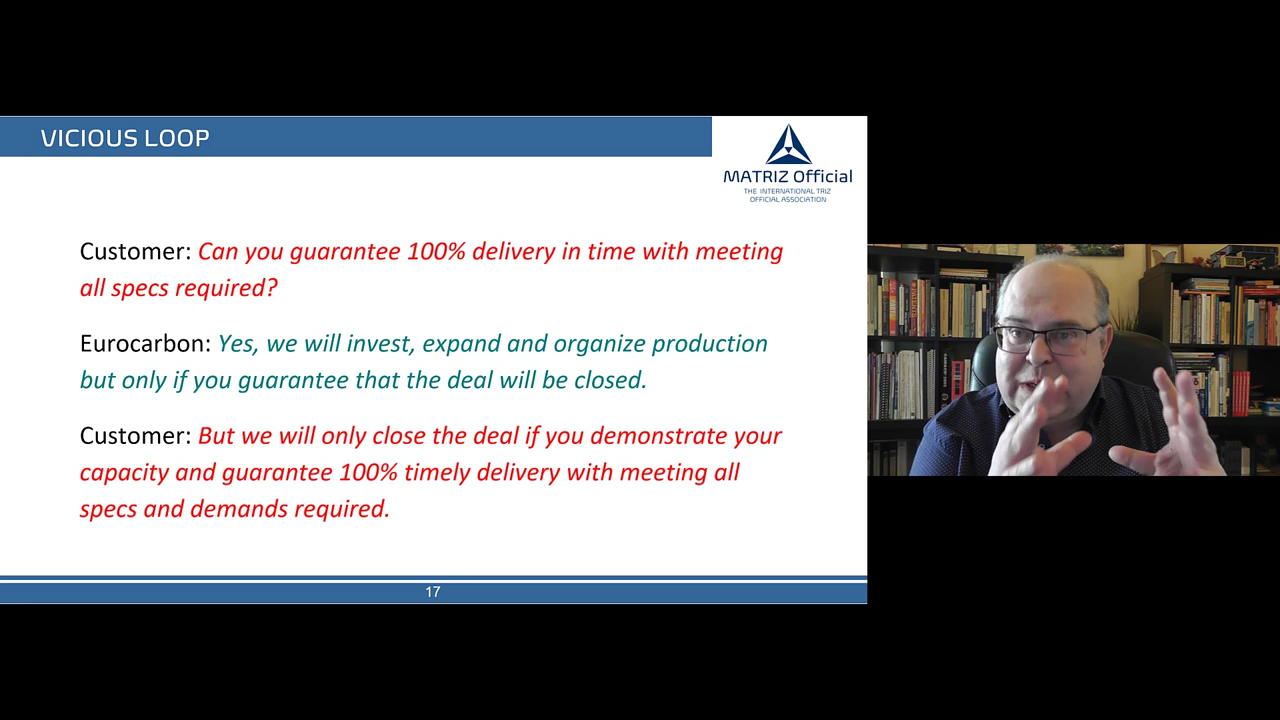 VICIOUS LOOP
MATRIZ Official
THE INTERNATIONAL TRIZ
OFFICIAL ASSOCIATION
Customer: Can you guarantee 100% delivery in time with meeting
all specs required?
Eurocarbon: Yes, we will invest, expand and organize production
but only if you guarantee that the deal will be closed.
Customer: But we will only close the deal if you demonstrate your
capacity and guarantee 100% timely delivery with meeting all
specs and demands required.
17